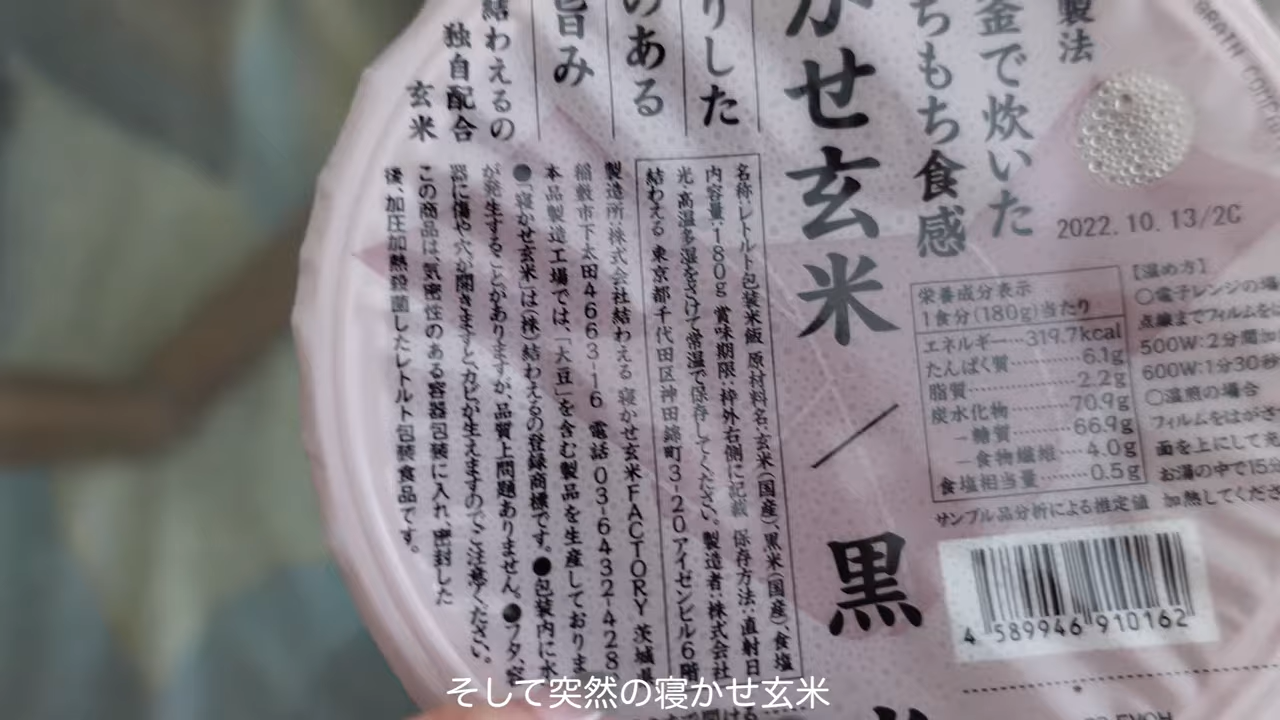 製法
釜で炊いた
ちもち食感
かせ玄米
／
黒
りした
のある
旨み
結わえるの
独自配合
玄米
2022.10.13/2C
栄養成分表示
1食分(180g)当たり
エネルギー…319.7kcal
たんぱく質………6.1g
脂質………2.2g
炭水化物………70.9g
－糖質………66.9g
－食物繊維……4.0g
食塩相当量………0.5g
サンプル品分析による推定値
【温め方】
○電子レンジの場
点線までフィルムを
500W:2分間加
600W:1分30秒
○湯煎の場合
フィルムをはがさ
面を上にして
お湯の中で15分
加熱してくださ
4 589946 910162
名称:レトルト包装米飯 原材料名:玄米(国産)、黒米(国産)、食塩
内容量:180g 賞味期限:枠外右側に記載 保存方法:直射日
光、高温多湿をさけて常温で保存してください。製造者:株式会社
結わえる 東京都千代田区神田錦町3-20アイゼンビル6階
製造所:株式会社結わえる 寝かせ玄米FACTORY 茨城県
稲敷市下太田4663-16 電話03-6432-428
本品製造工場では、「大豆」を含む製品を生産しておりま
●「寝かせ玄米」は(株)結わえるの登録商標です。●包装内に水
が発生することがありますが、品質上問題ありません。●フタ、容
器に傷や穴が開きますと、カビが生えますのでご注意ください。
この商品は、気密性のある容器包装に入れ、密封した
後、加圧加熱殺菌したレトルト包装食品です。
そして突然の寝かせ玄米